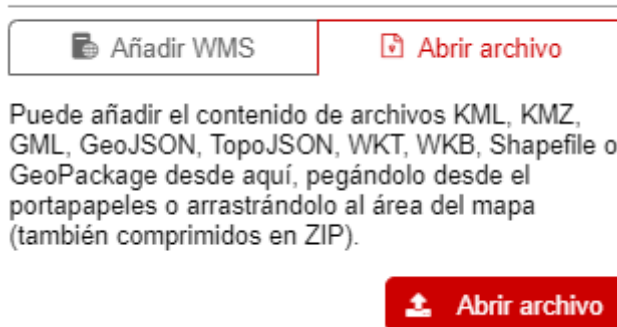 Añadir WMS
Abrir archivo
Puede añadir el contenido de archivos KML, KMZ,
GML, GeoJSON, TopoJSON, WKT, WKB, Shapefile o
GeoPackage desde aquí, pegándolo desde el
portapapeles o arrastrándolo al área del mapa
(también comprimidos en ZIP).
Abrir archivo